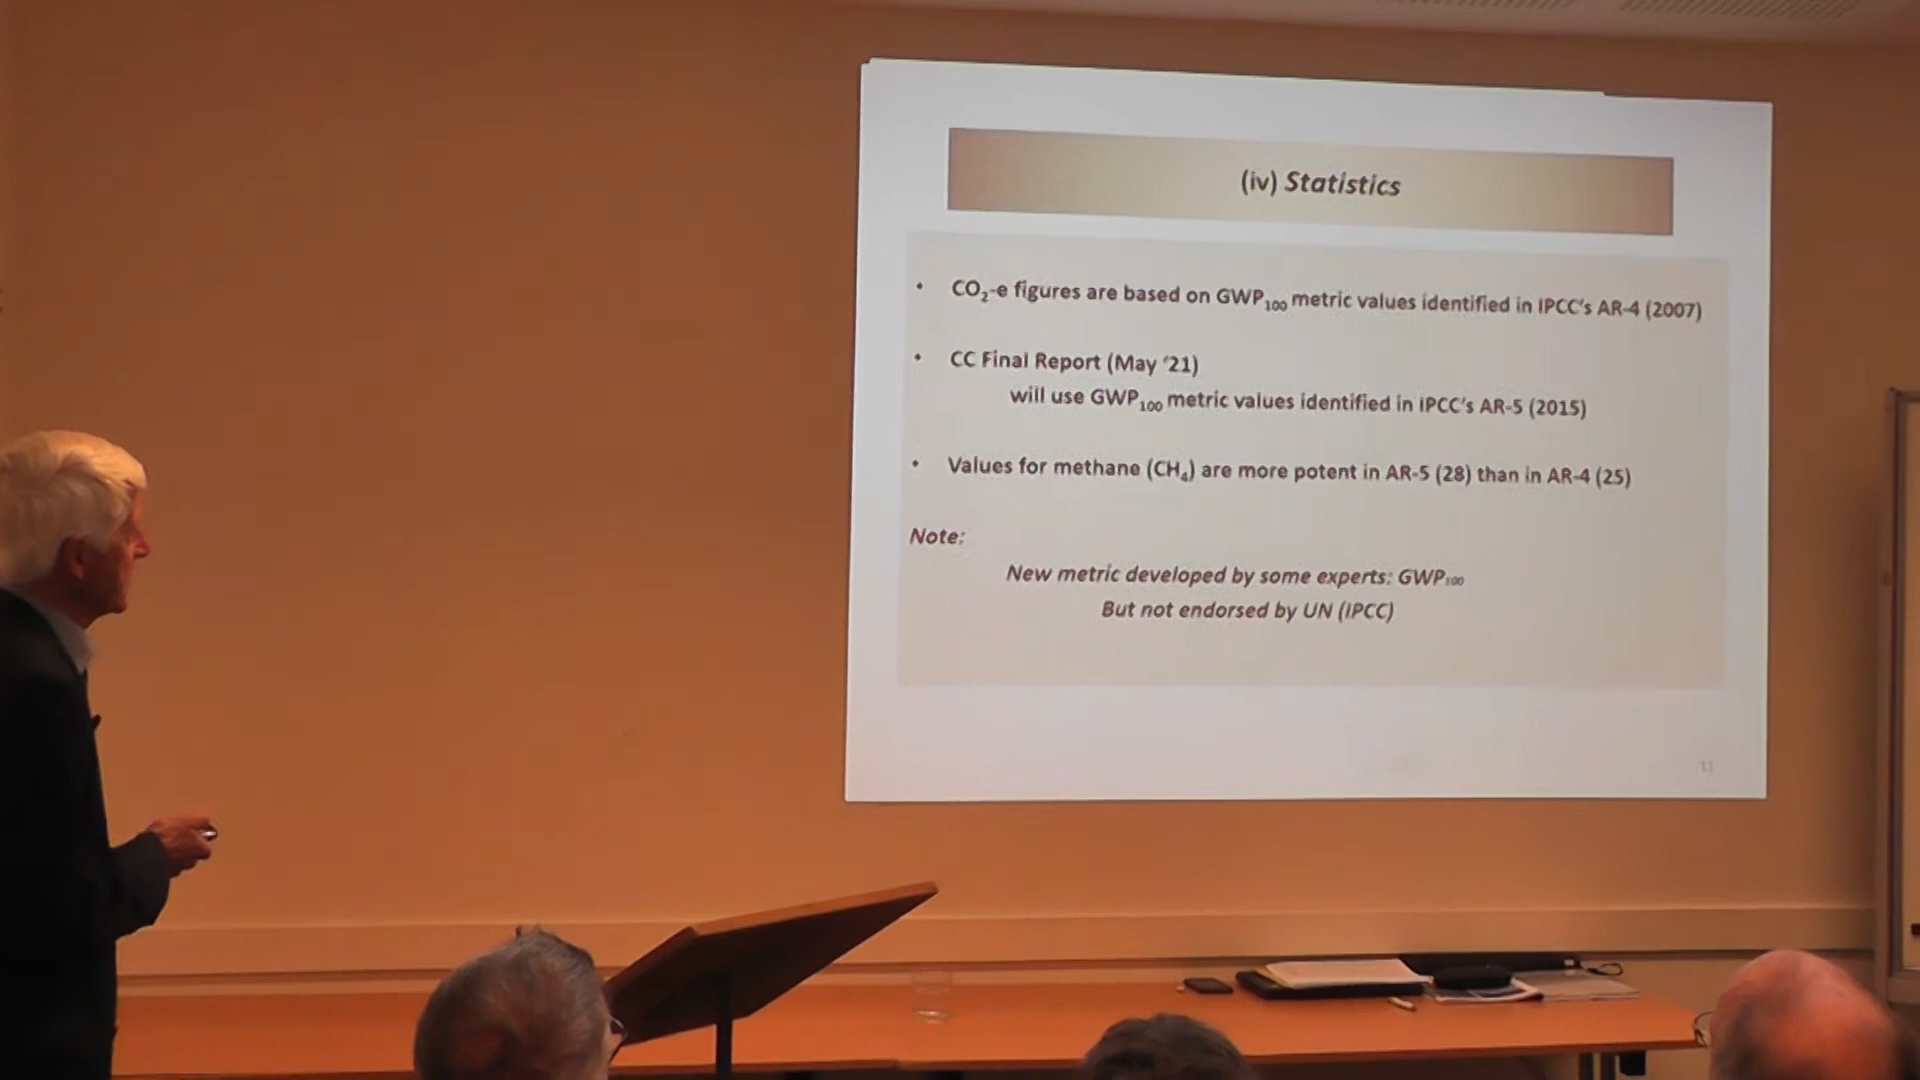 (iv) Statistics
• CO₂-e figures are based on GWP₁₀₀ metric values identified in IPCC's AR-4 (2007)
• CC Final Report (May '21)
will use GWP₁₀₀ metric values identified in IPCC's AR-5 (2015)
• Values for methane (CH₄) are more potent in AR-5 (28) than in AR-4 (25)
Note:
New metric developed by some experts: GWP₁₀₀
But not endorsed by UN (IPCC)
11